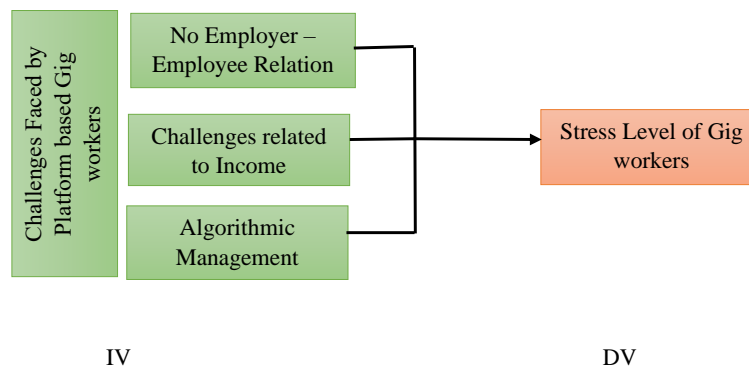 Challenges Faced by
Platform based Gig
workers
No Employer –
Employee Relation
Challenges related
to Income
Algorithmic
Management
Stress Level of Gig
workers
IV
DV